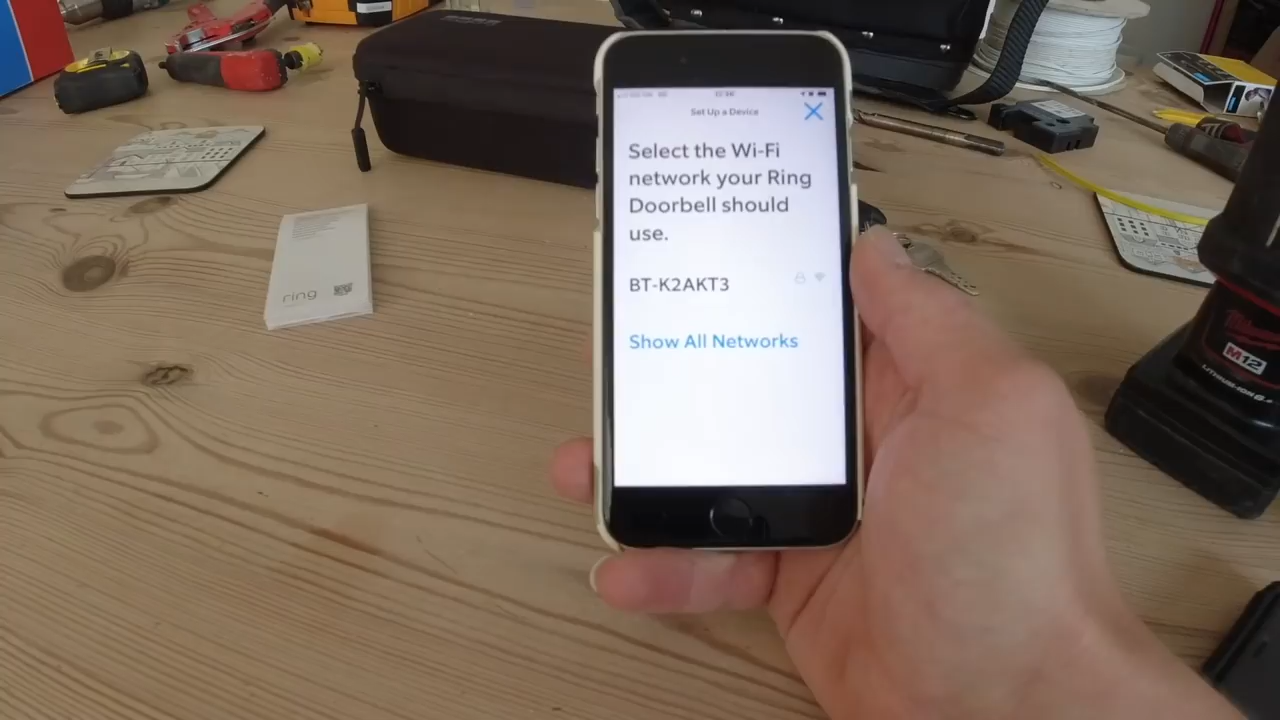 Set Up a Device
Select the Wi-Fi
network your Ring
Doorbell should
use.
BT-K2AKT3
Show All Networks
ring
Milwaukee
M12